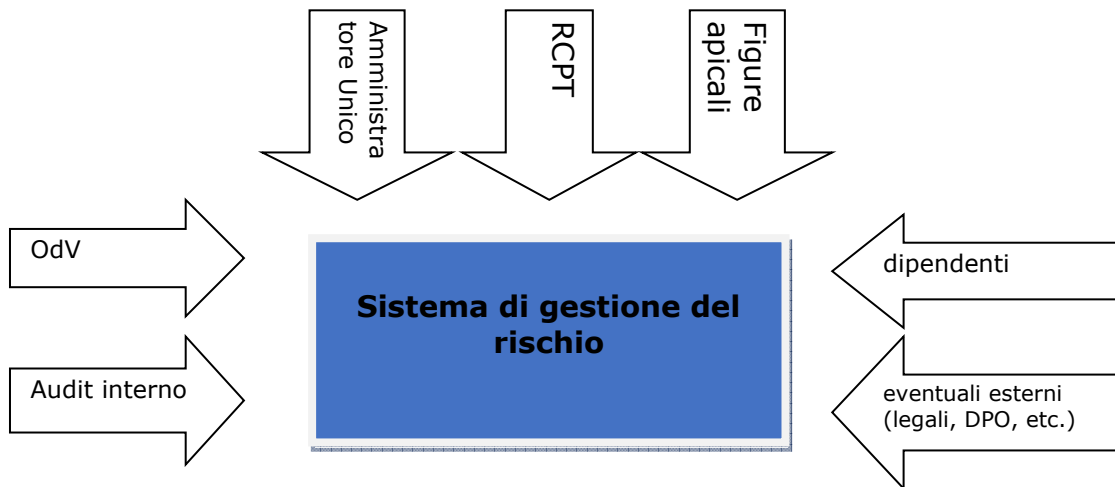 Amministra
tore Unico
RCPT
Figure
apicali
OdV
dipendenti
Sistema di gestione del
rischio
Audit interno
eventuali esterni
(legali, DPO, etc.)